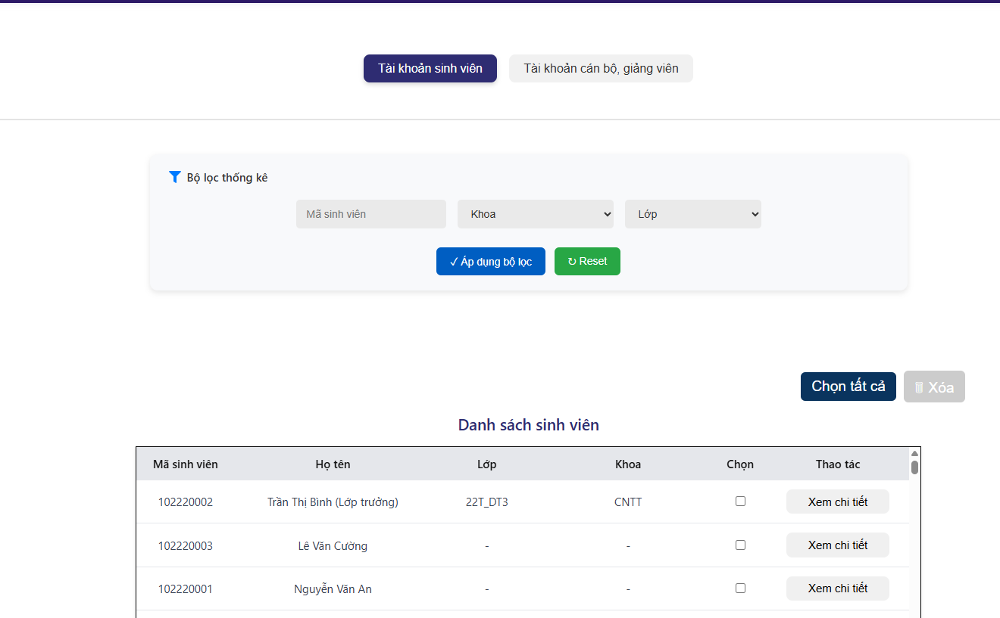 Tài khoản sinh viên Tài khoản cán bộ, giảng viên
Bộ lọc thống kê
Mã sinh viên Khoa Lớp
✓ Áp dụng bộ lọc ↻ Reset
Chọn tất cả 🗑 Xóa
Danh sách sinh viên
Mã sinh viên Họ tên Lớp Khoa Chọn Thao tác
102220002 Trần Thị Bình (Lớp trưởng) 22T_DT3 CNTT Xem chi tiết
102220003 Lê Văn Cường - - Xem chi tiết
102220001 Nguyễn Văn An - - Xem chi tiết